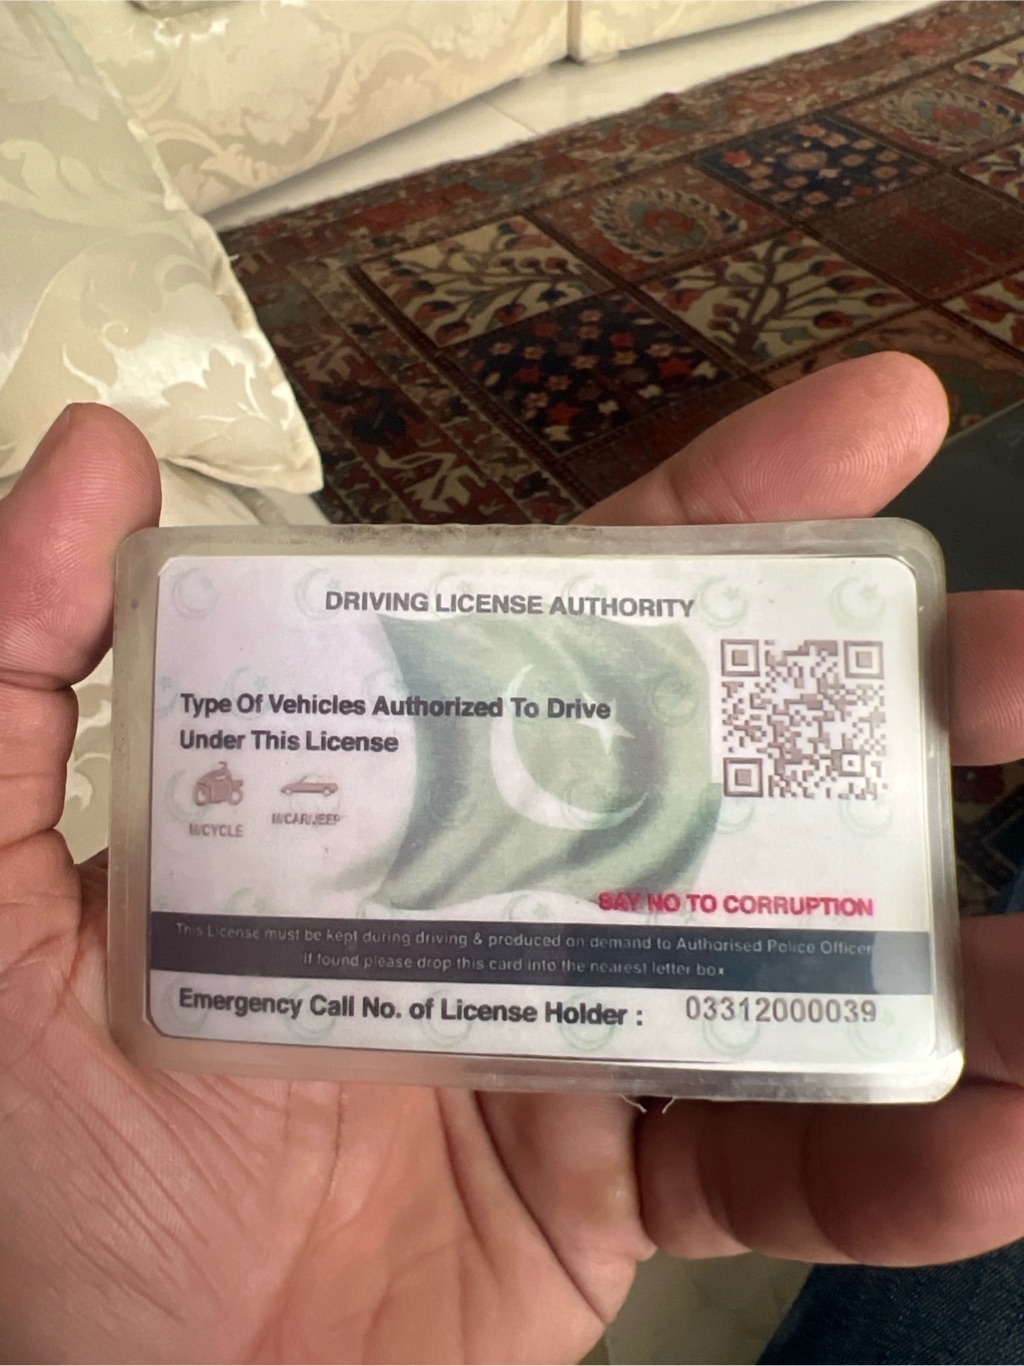 DRIVING LICENSE AUTHORITY
Type Of Vehicles Authorized To Drive
Under This License
M/CYCLE
M/CAR/JEEP
SAY NO TO CORRUPTION
This License must be kept during driving & produced on demand to Authorised Police Officer
If found please drop this card into the nearest letter box
Emergency Call No. of License Holder : 03312000039